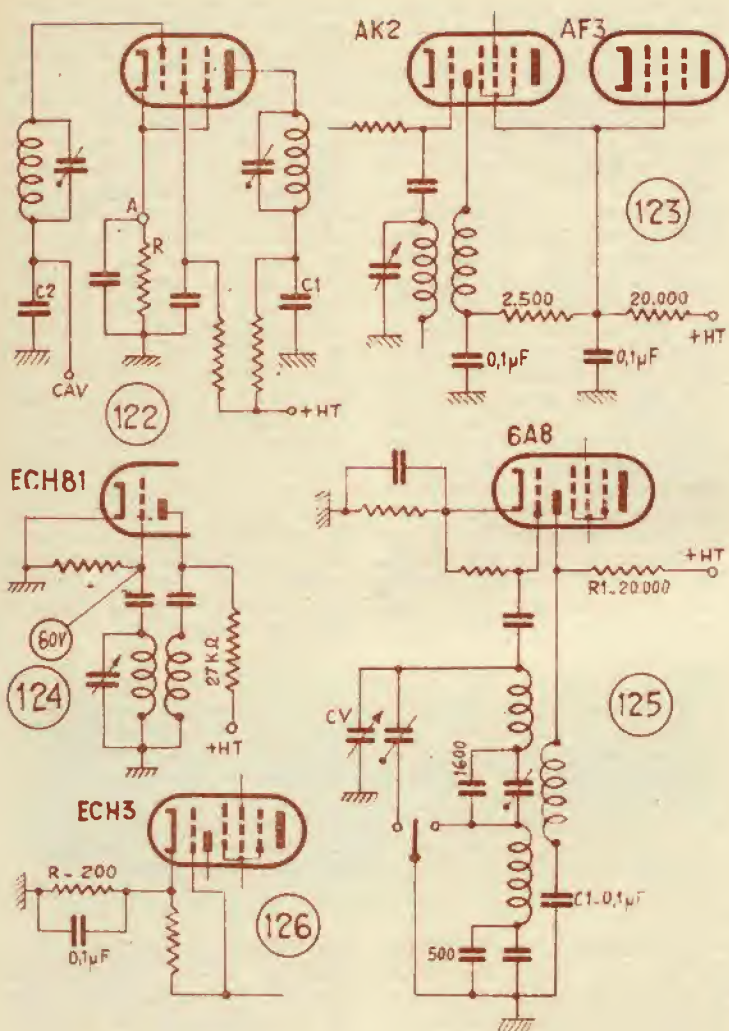 AK2
AF3
A
R
C2
C1
CAV
+HT
122
123
2.500
20.000
+HT
0,1µF
0,1µF
ECH81
80V
27KΩ
124
+HT
6A8
+HT
R1-20.000
CV
1600
125
C1-0,1µF
500
ECH3
R-200
0,1µF
126